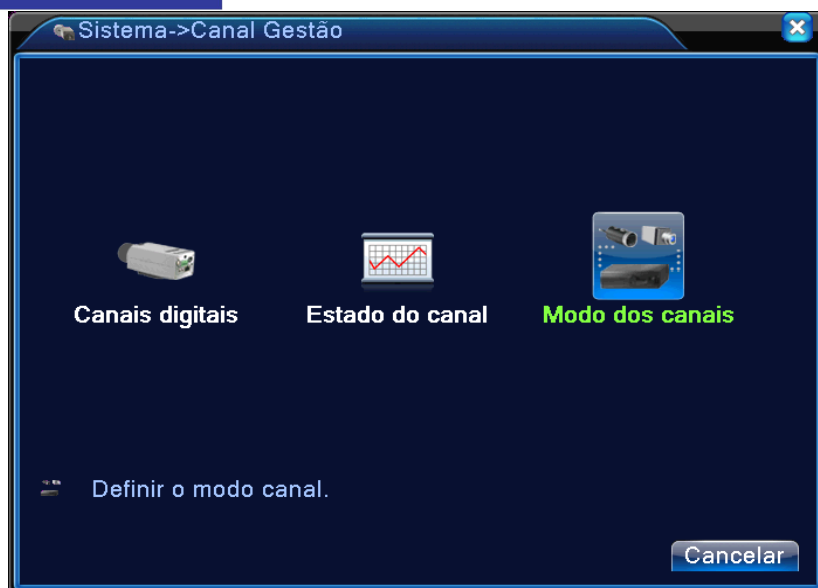 Sistema->Canal Gestão
Canais digitais
Estado do canal
Modo dos canais
Definir o modo canal.
Cancelar